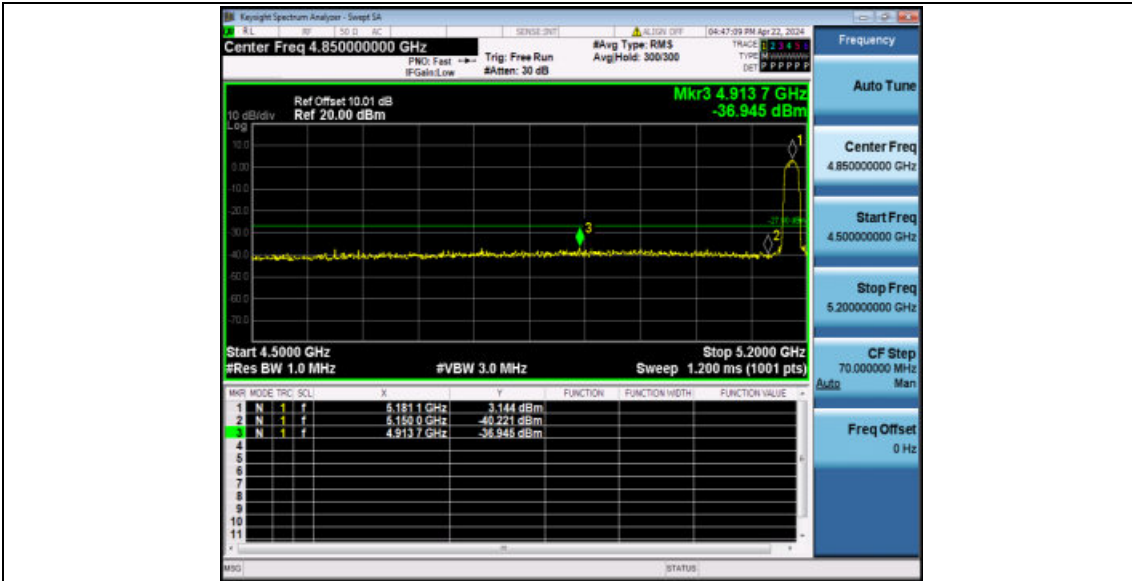 Keysight Spectrum Analyzer - Swept SA
RL RF 50 Ω AC SENSE:INT ALIGN OFF 04:47:09 PM Apr 22, 2024
Center Freq 4.850000000 GHz #Avg Type: RMS TRACE 1 2 3 4 5 6 Frequency
PNO: Fast Trig: Free Run Avg|Hold: 300/300 TYPE M
IFGain:Low #Atten: 30 dB DET P P P P P P
Auto Tune
Mkr3 4.913 7 GHz
Ref Offset 10.01 dB
10 dB/div Ref 20.00 dBm -36.945 dBm
Log
10.0
0.00
-10.0
-20.0
-30.0
-40.0
-50.0
-60.0
-70.0
1
2
3
Center Freq
4.850000000 GHz
Start Freq
4.500000000 GHz
Stop Freq
5.200000000 GHz
Start 4.5000 GHz Stop 5.2000 GHz
#Res BW 1.0 MHz #VBW 3.0 MHz Sweep 1.200 ms (1001 pts)
CF Step
70.000000 MHz
Auto Man
Freq Offset
0 Hz
MKR MODE TRC SCL X Y FUNCTION FUNCTION WIDTH FUNCTION VALUE
1 N 1 f 5.181 1 GHz 3.144 dBm
2 N 1 f 5.150 0 GHz -40.221 dBm
3 N 1 f 4.913 7 GHz -36.945 dBm
4
5
6
7
8
9
10
11
MSG STATUS